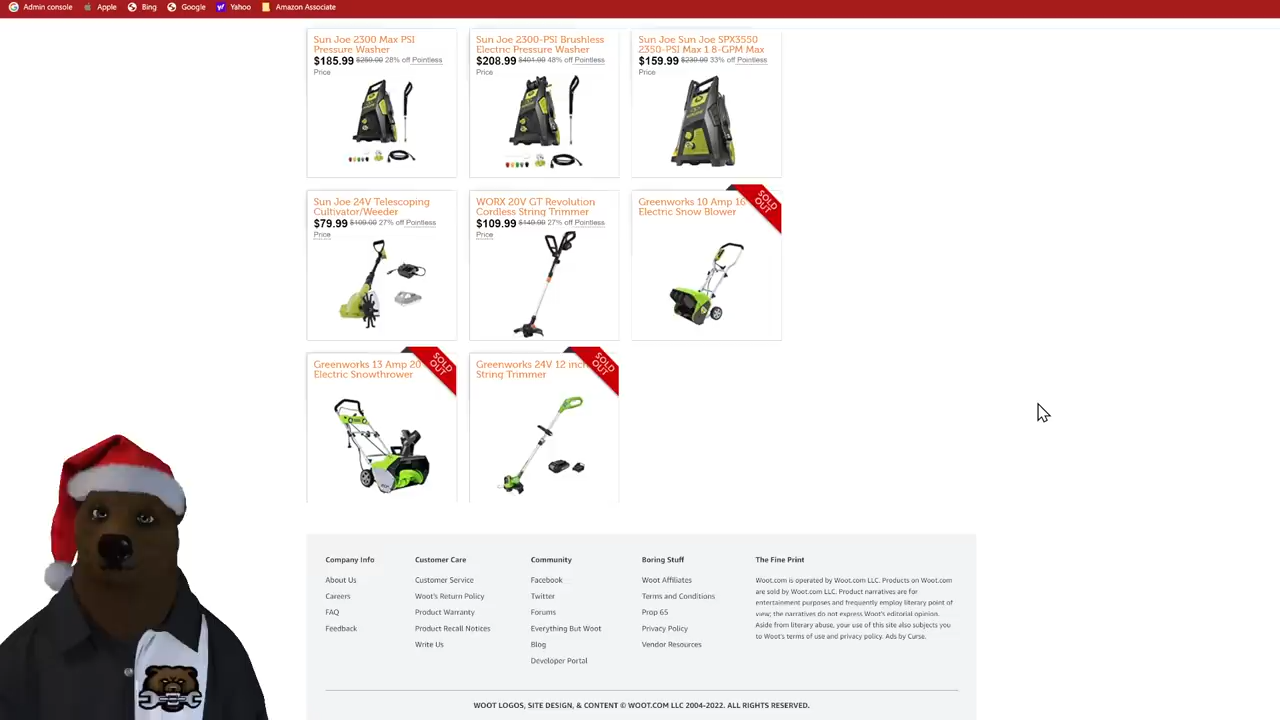 Admin console Apple Bing Google Yahoo Amazon Associate
Sun Joe 2300 Max PSI
Pressure Washer
$185.99 $259.00 28% off Pointless
Price
Sun Joe 2300-PSI Brushless
Electric Pressure Washer
$208.99 $401.99 48% off Pointless
Price
Sun Joe Sun Joe SPX3550
2350-PSI Max 1.8-GPM Max
$159.99 $239.99 33% off Pointless
Price
Sun Joe 24V Telescoping
Cultivator/Weeder
$79.99 $109.00 27% off Pointless
Price
WORX 20V GT Revolution
Cordless String Trimmer
$109.99 $149.99 27% off Pointless
Price
Greenworks 10 Amp 16
Electric Snow Blower
SOLD
OUT
Greenworks 13 Amp 20
Electric Snowthrower
SOLD
OUT
Greenworks 24V 12 inch
String Trimmer
SOLD
OUT
Company Info
About Us
Careers
FAQ
Feedback
Customer Care
Customer Service
Woot's Return Policy
Product Warranty
Product Recall Notices
Write Us
Community
Facebook
Twitter
Forums
Everything But Woot
Blog
Developer Portal
Boring Stuff
Woot Affiliates
Terms and Conditions
Prop 65
Privacy Policy
Vendor Resources
The Fine Print
Woot.com is operated by Woot.com LLC. Products on Woot.com
are sold by Woot.com LLC. Product narratives are for
entertainment purposes and frequently employ literary point of
view; the narratives do not express Woot's editorial opinion.
Aside from literary abuse, your use of this site also subjects you
to Woot's terms of use and privacy policy. Ads by Curse.
WOOT LOGOS, SITE DESIGN, & CONTENT © WOOT.COM LLC 2004-2022. ALL RIGHTS RESERVED.